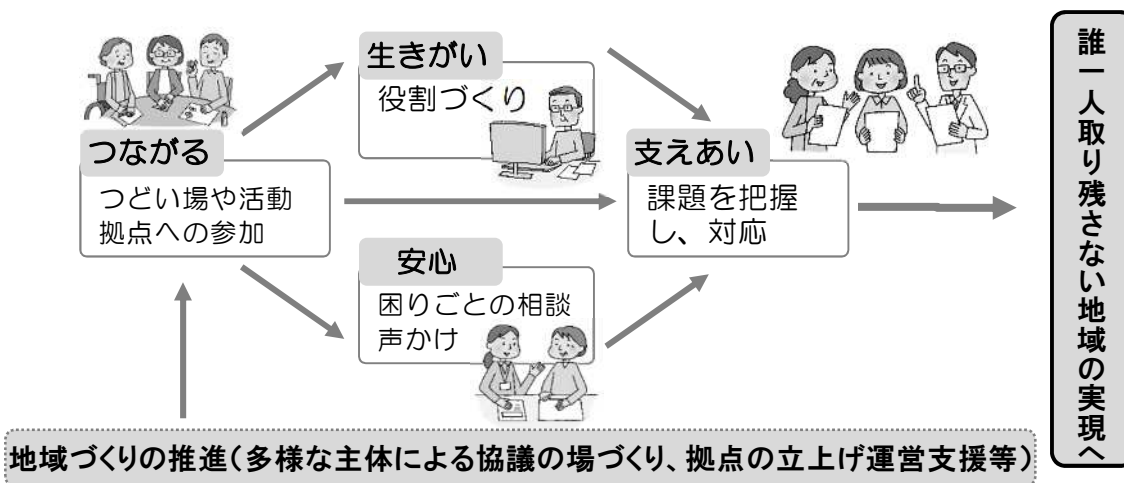 つながる
つどい場や活動
拠点への参加
生きがい
役割づくり
安心
困りごとの相談
声かけ
支えあい
課題を把握
し、対応
誰一人取り残さない地域の実現へ
地域づくりの推進（多様な主体による協議の場づくり、拠点の立上げ運営支援等）